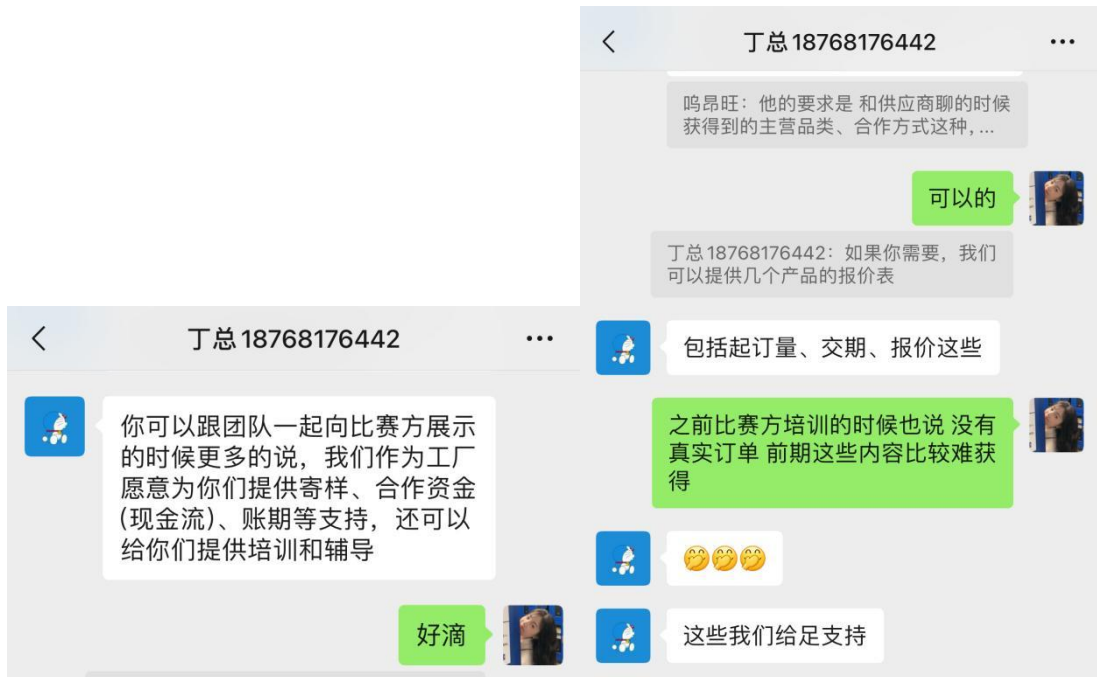 丁总18768176442
你可以跟团队一起向比赛方展示
的时候更多的说，我们作为工厂
愿意为你们提供寄样、合作资金
(现金流)、账期等支持，还可以
给你们提供培训和辅导
好滴
丁总18768176442
呜昂旺：他的要求是 和供应商聊的时候
获得到的主营品类、合作方式这种，...
可以的
丁总18768176442：如果你需要，我们
可以提供几个产品的报价表
包括起订量、交期、报价这些
之前比赛方培训的时候也说 没有
真实订单 前期这些内容比较难获
得
🤭🤭🤭
这些我们给足支持